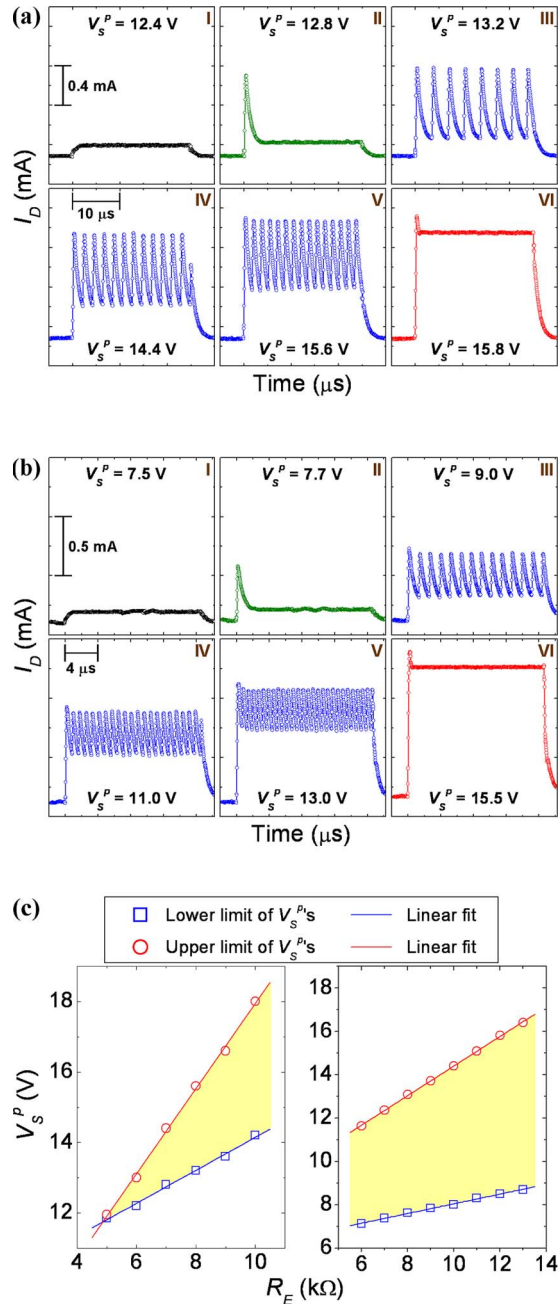 (a)
V_S^p = 12.4 V
I
V_S^p = 12.8 V
II
V_S^p = 13.2 V
III
0.4 mA
I_D (mA)
IV
V
VI
10 μs
V_S^p = 14.4 V
V_S^p = 15.6 V
V_S^p = 15.8 V
Time (μs)
(b)
I
V_S^p = 7.5 V
II
V_S^p = 7.7 V
III
V_S^p = 9.0 V
0.5 mA
I_D (mA)
IV
V
VI
4 μs
V_S^p = 11.0 V
V_S^p = 13.0 V
V_S^p = 15.5 V
Time (μs)
(c)
Lower limit of V_S^p's
Linear fit
Upper limit of V_S^p's
Linear fit
18
16
14
12
V_S^p (V)
4 6 8 10
18
16
14
12
10
8
6
6 7 8 9 10 11 12 13 14
R_E (kΩ)